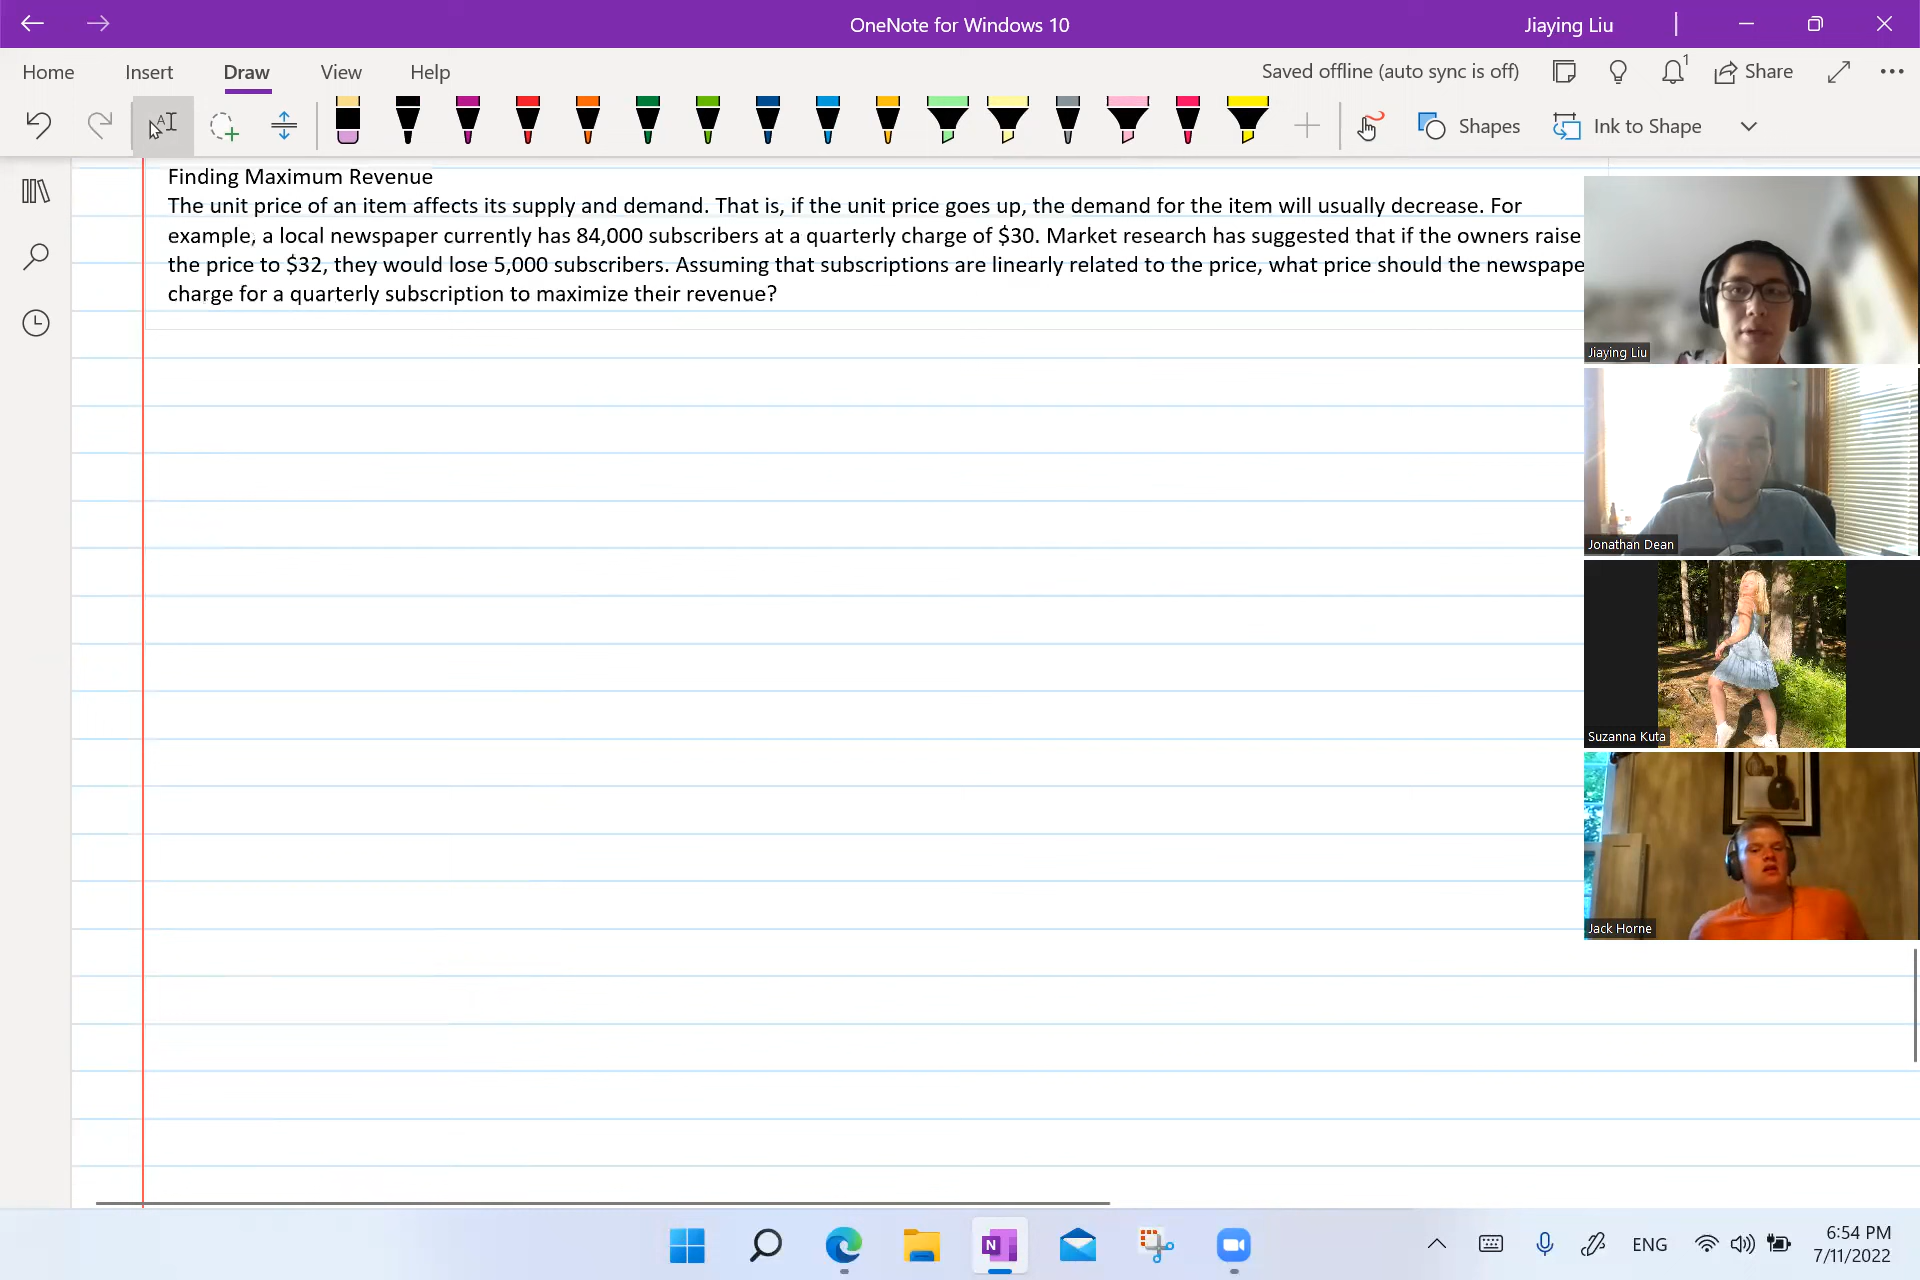 OneNote for Windows 10
Jiaying Liu
Home Insert Draw View Help
Saved offline (auto sync is off)
1
Share
Shapes
Ink to Shape
Finding Maximum Revenue
The unit price of an item affects its supply and demand. That is, if the unit price goes up, the demand for the item will usually decrease. For
example, a local newspaper currently has 84,000 subscribers at a quarterly charge of $30. Market research has suggested that if the owners raise
the price to $32, they would lose 5,000 subscribers. Assuming that subscriptions are linearly related to the price, what price should the newspape
charge for a quarterly subscription to maximize their revenue?
Jiaying Liu
Jonathan Dean
Suzanna Kuta
Jack Horne
N
ENG
6:54 PM
7/11/2022